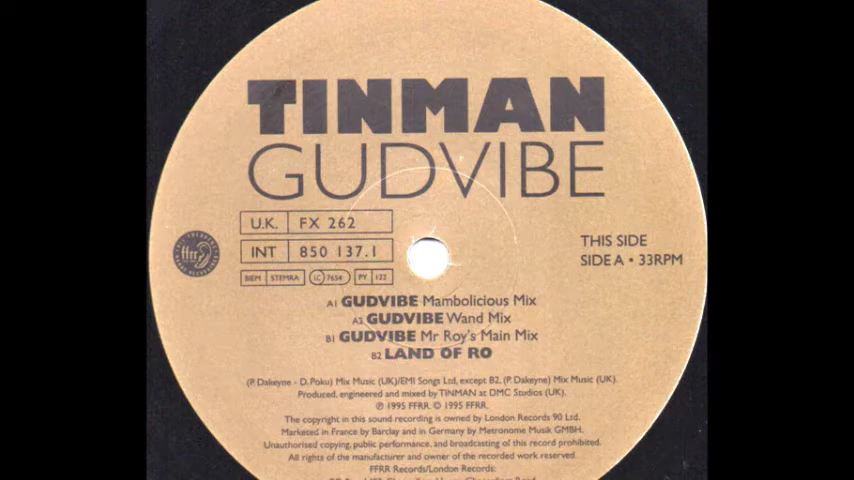 TINMAN
GUDVIBE
U.K. FX 262
INT 850 137.1
BIEM STEMRA LC 7654 PY 122
ffrr
THIS SIDE
SIDE A • 33RPM
A1 GUDVIBE Mambolicious Mix
A2 GUDVIBE Wand Mix
B1 GUDVIBE Mr Roy's Main Mix
B2 LAND OF RO
(P. Dakeyne - D. Poku) Mix Music (UK)/EMI Songs Ltd, except B2, (P. Dakeyne) Mix Music (UK).
Produced, engineered and mixed by TINMAN at DMC Studios (UK).
℗ 1995 FFRR. © 1995 FFRR.
The copyright in this sound recording is owned by London Records 90 Ltd.
Marketed in France by Barclay and in Germany by Metronome Musik GMBH.
Unauthorised copying, public performance, and broadcasting of this record prohibited.
All rights of the manufacturer and owner of the recorded work reserved.
FFRR Records/London Records: